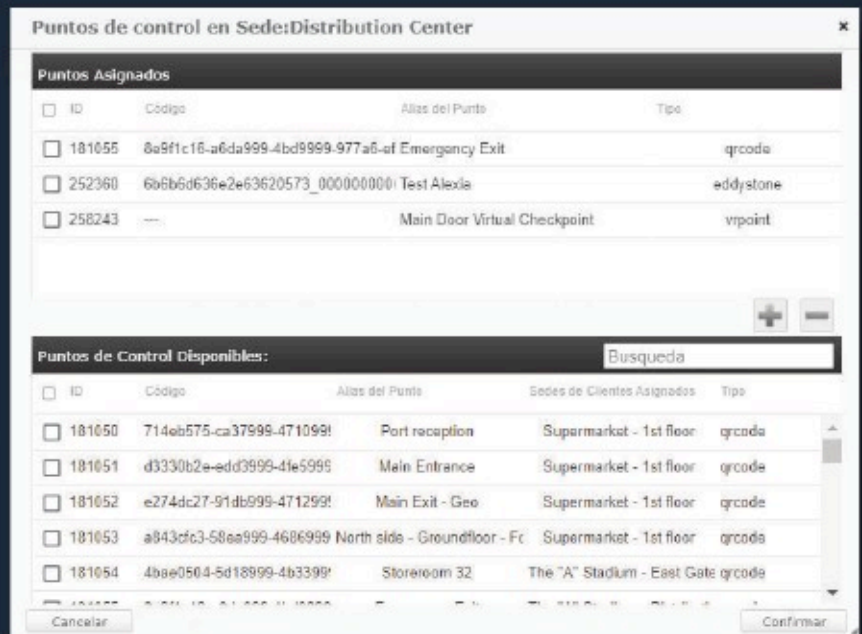 Puntos de control en Sede:Distribution Center ×
Puntos Asignados
ID Código Alias del Punto Tipo
181055 8e9f1c16-a6da999-4bd9999-977a6-ef Emergency Exit qrcode
252360 6b6b6d636e2e63620573_000000000 Test Alexia eddystone
258243 --- Main Door Virtual Checkpoint vrpoint
Puntos de Control Disponibles: Busqueda
ID Código Alias del Punto Sedes de Clientes Asignados Tipo
181050 714eb575-ca37999-471099 Port reception Supermarket - 1st floor qrcode
181051 d3330b2e-edd3999-4fe5999 Main Entrance Supermarket - 1st floor qrcode
181052 e274dc27-91db999-471299 Main Exit - Geo Supermarket - 1st floor qrcode
181053 a843cfc3-58ea999-4686999 North side - Groundfloor - Fo Supermarket - 1st floor qrcode
181054 4bae0504-5d18999-4b3399 Storeroom 32 The "A" Stadium - East Gate qrcode
Cancelar Confirmar